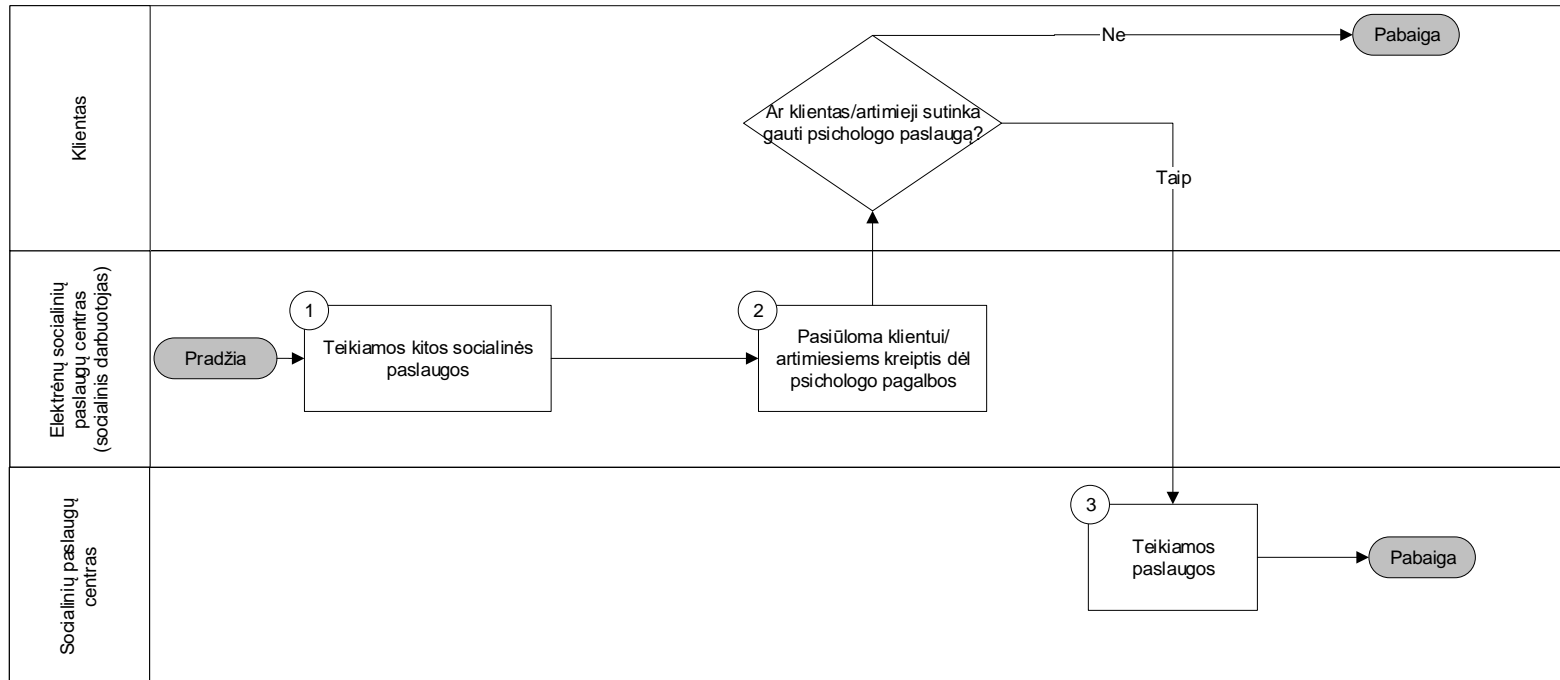 Klientas
Ar klientas/artimieji sutinka
gauti psichologo paslaugą?
Ne
Pabaiga
Taip
Elektrėnų socialinių
paslaugų centras
(socialinis darbuotojas)
Pradžia
1
Teikiamos kitos socialinės
paslaugos
2
Pasiūloma klientui/
artimiesiems kreiptis dėl
psichologo pagalbos
Socialinių paslaugų
centras
3
Teikiamos
paslaugos
Pabaiga